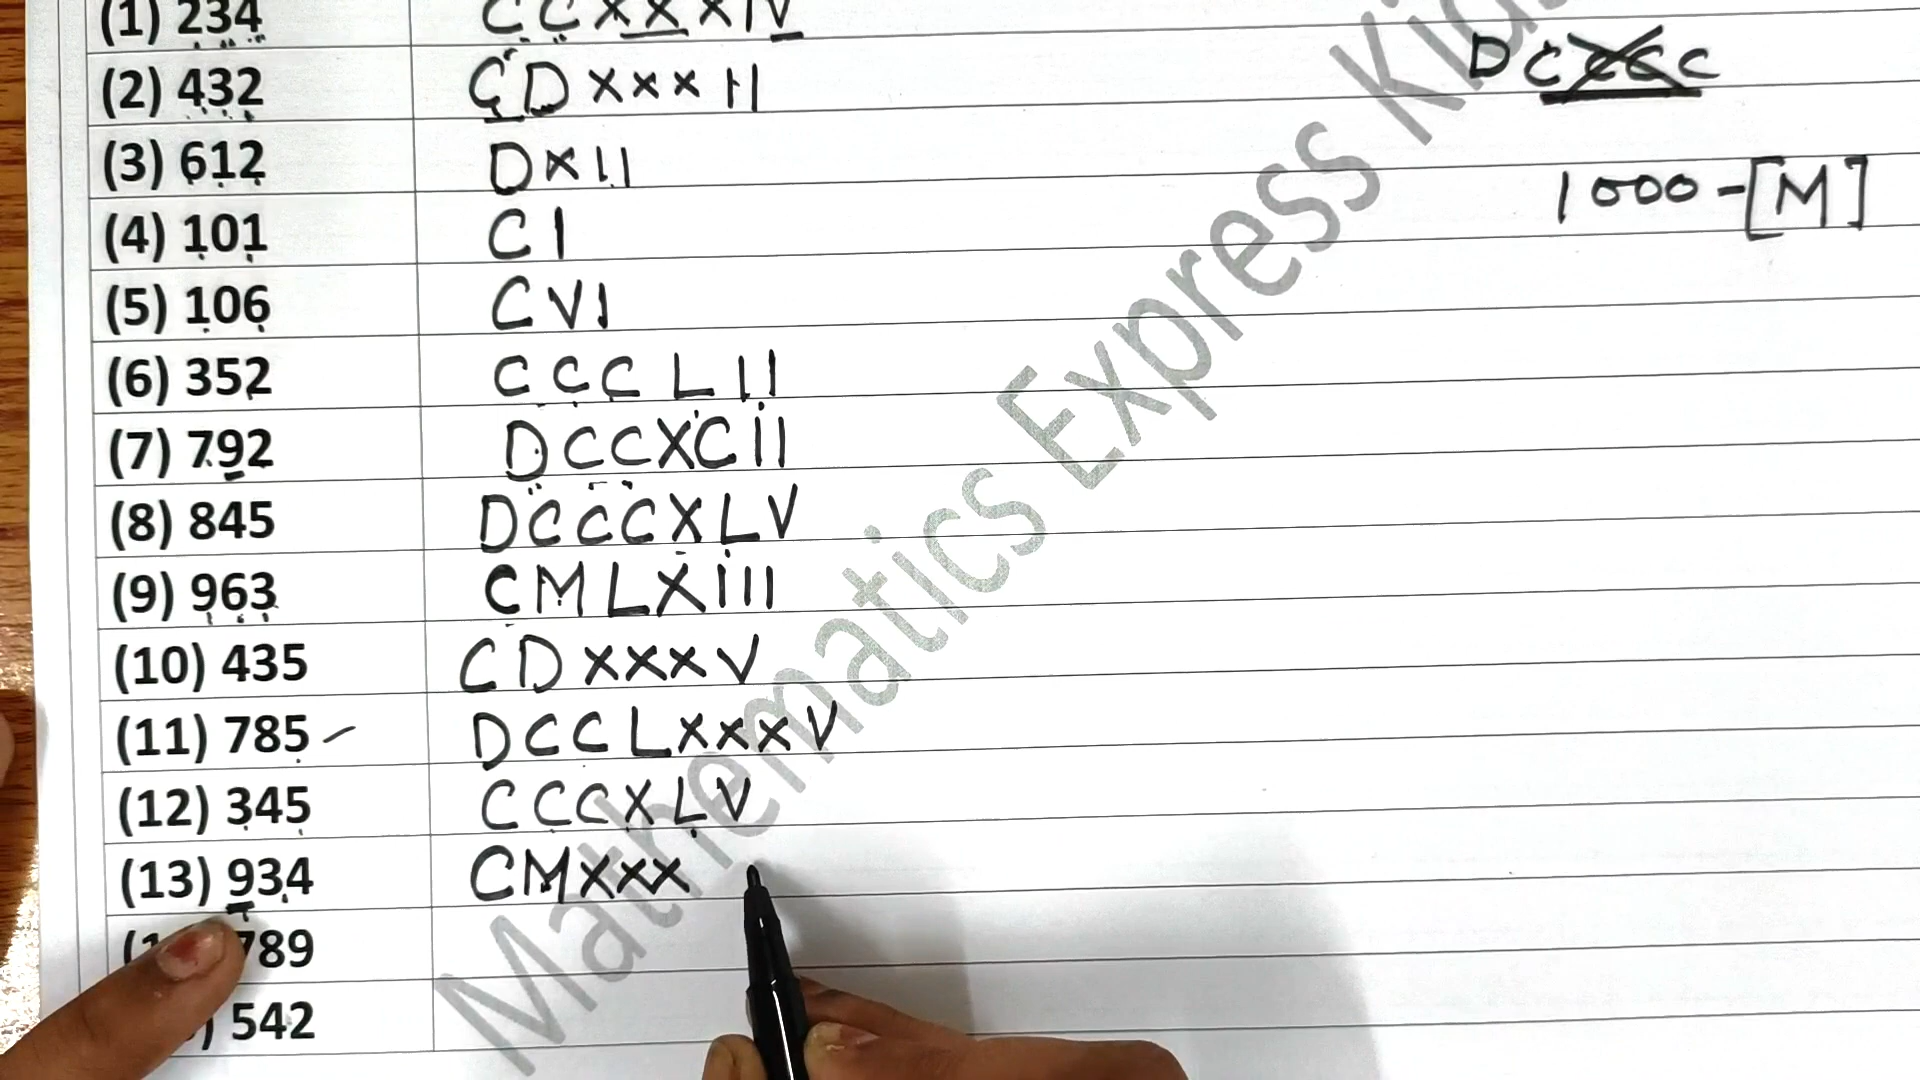 (1) 234 CCXXXIV
DCCCC
(2) 432 CDXXXII
(3) 612 DXII
1000-[M]
(4) 101 CI
(5) 106 CVI
(6) 352 CCCLII
(7) 792 DCCXCII
(8) 845 DCCCXLV
(9) 963 CMLXIII
(10) 435 CDXXXV
(11) 785 DCCLXXXV
(12) 345 CCCXLV
(13) 934 CMXXX
789
) 542
Mathematics Express Kids